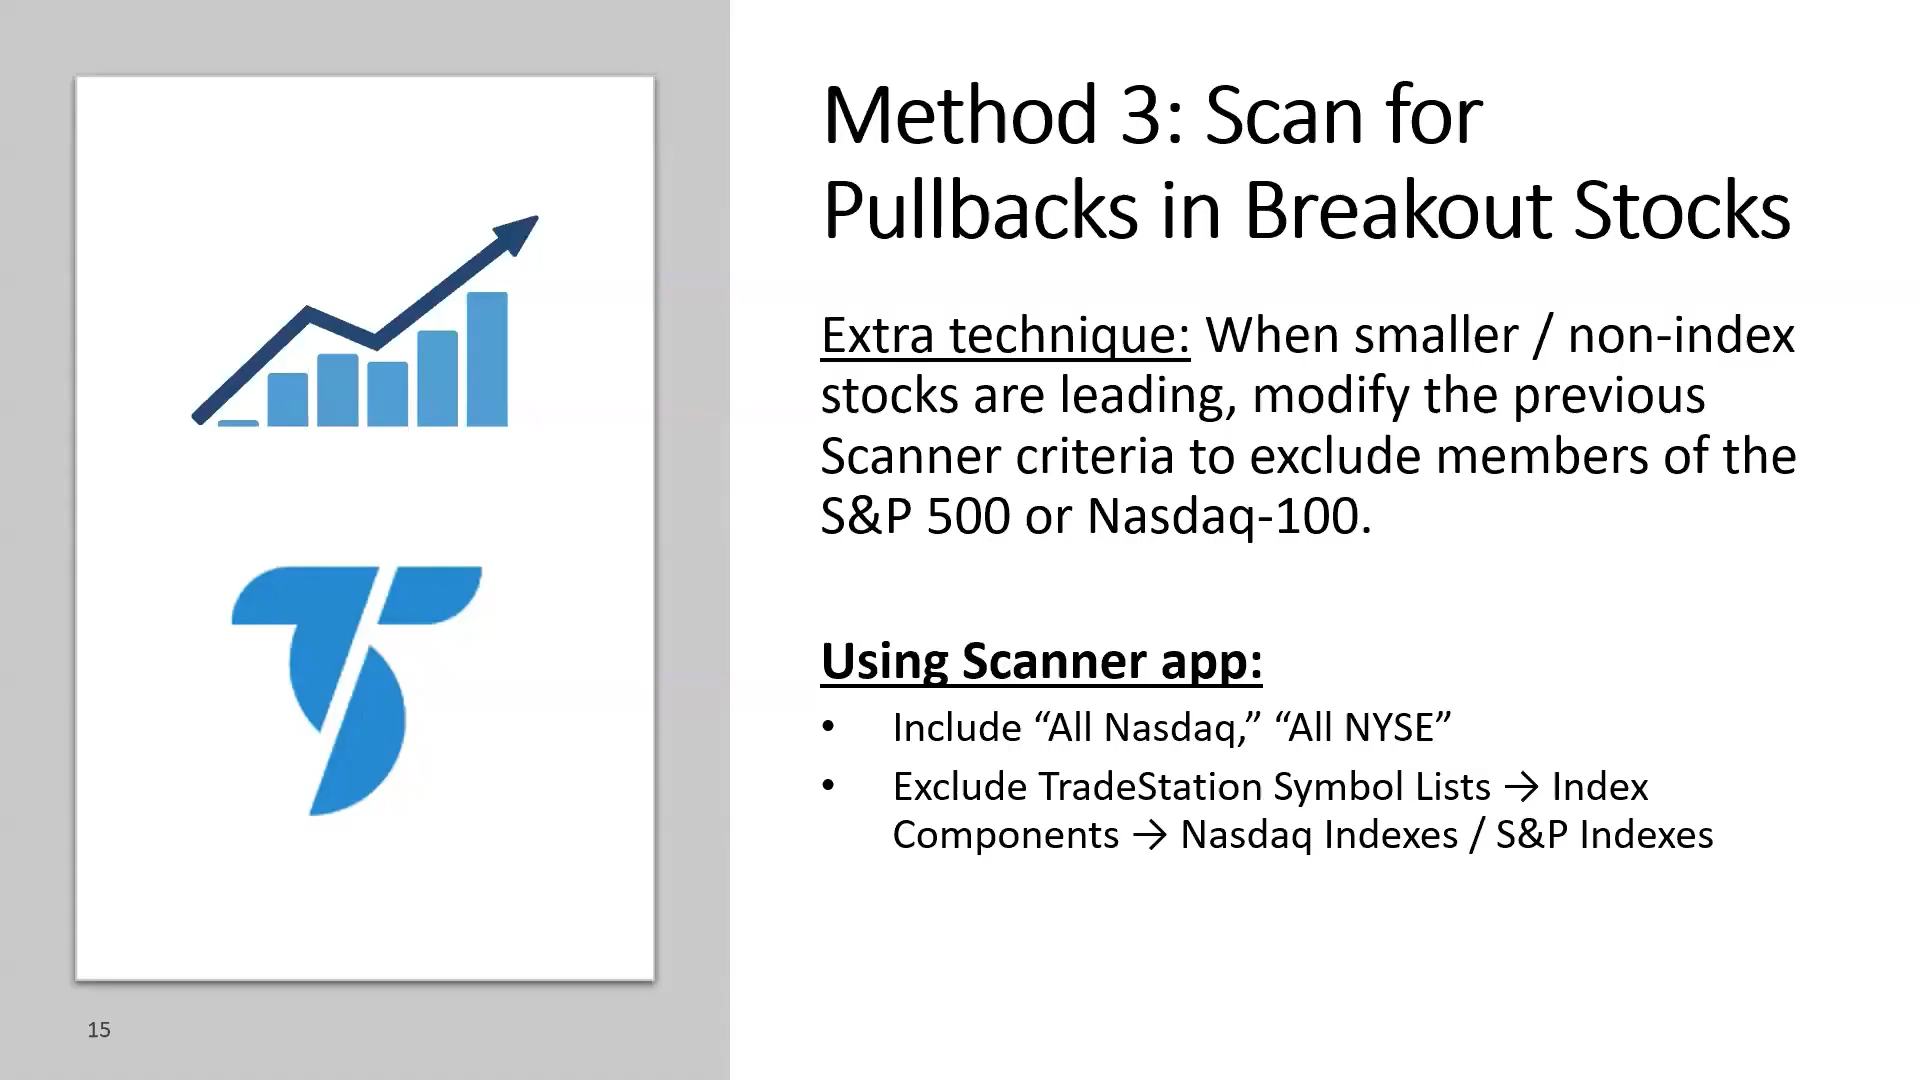 Method 3: Scan for
Pullbacks in Breakout Stocks
Extra technique: When smaller / non-index
stocks are leading, modify the previous
Scanner criteria to exclude members of the
S&P 500 or Nasdaq-100.
Using Scanner app:
• Include “All Nasdaq,” “All NYSE”
• Exclude TradeStation Symbol Lists → Index
Components → Nasdaq Indexes / S&P Indexes
15